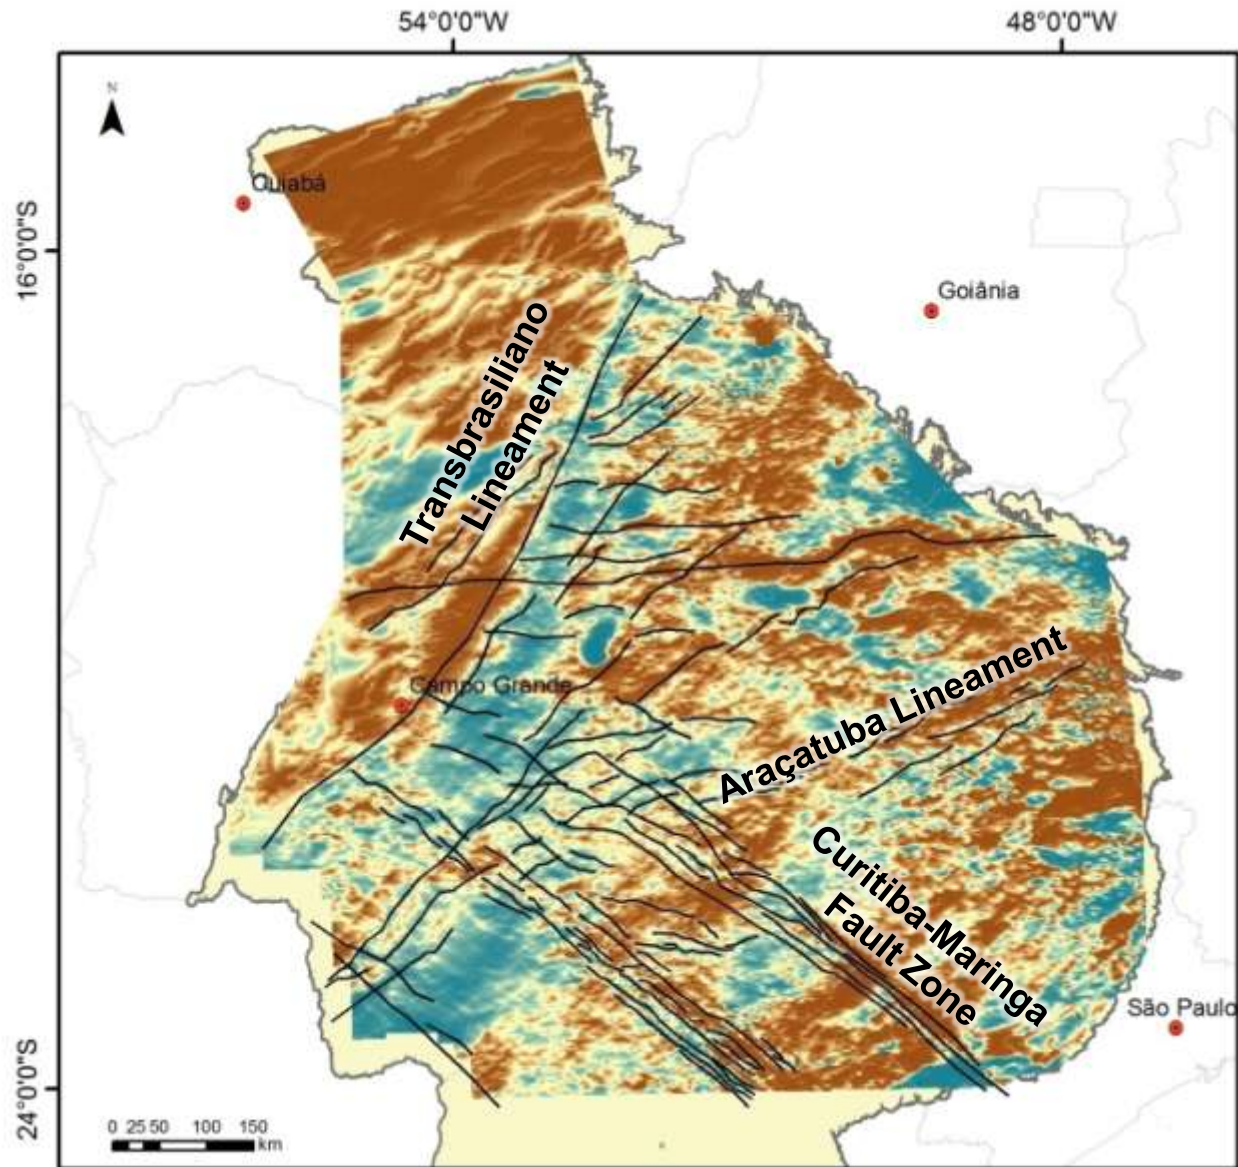 54°0'0"W
48°0'0"W
N
Cuiabá
16°0'0"S
Goiânia
Transbrasiliano
Lineament
Campo Grande
Araçatuba Lineament
Curitiba-Maringa
Fault Zone
São Paulo
24°0'0"S
0 25 50 100 150
km